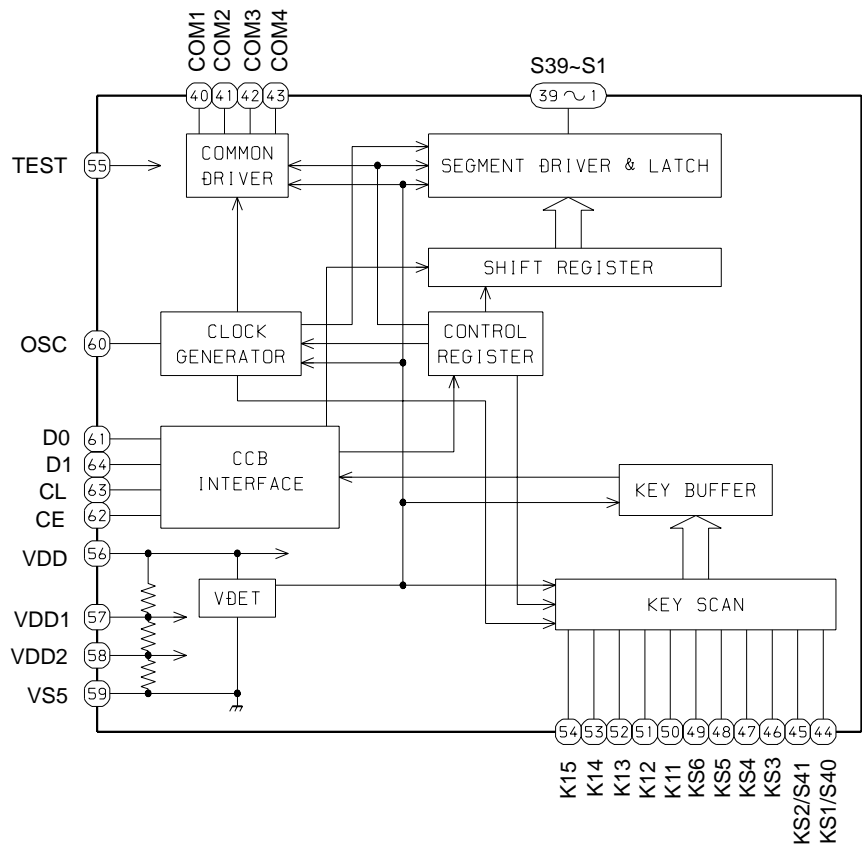 COM1
COM2
COM3
COM4
S39~S1
40
41
42
43
39 ~ 1
TEST
55
COMMON
DRIVER
SEGMENT DRIVER & LATCH
SHIFT REGISTER
OSC
60
CLOCK
GENERATOR
CONTROL
REGISTER
D0
61
D1
64
CL
63
CE
62
CCB
INTERFACE
KEY BUFFER
VDD
56
VDET
KEY SCAN
VDD1
57
VDD2
58
VS5
59
54
53
52
51
50
49
48
47
46
45
44
K15
K14
K13
K12
K11
KS6
KS5
KS4
KS3
KS2/S41
KS1/S40